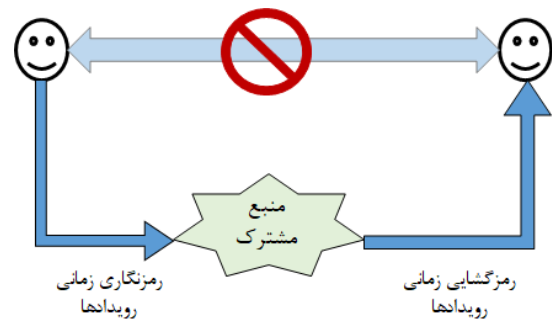 منبع
مشترک
رمزنگاری زمانی
رویدادها
رمزگشایی زمانی
رویدادها